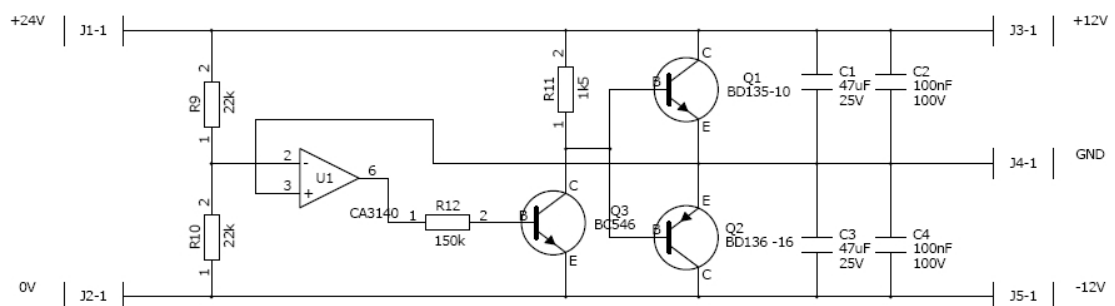 +24V
J1-1
J3-1
+12V
2
R9
22k
1
2
R11
1k5
1
C
B
Q1
BD135-10
E
C1
47uF
25V
C2
100nF
100V
2
-
3
+
U1
6
CA3140
J4-1
GND
2
R10
22k
1
1
R12
2
150k
C
B
Q3
BC546
E
E
B
Q2
BD136 -16
C
C3
47uF
25V
C4
100nF
100V
0V
J2-1
J5-1
-12V